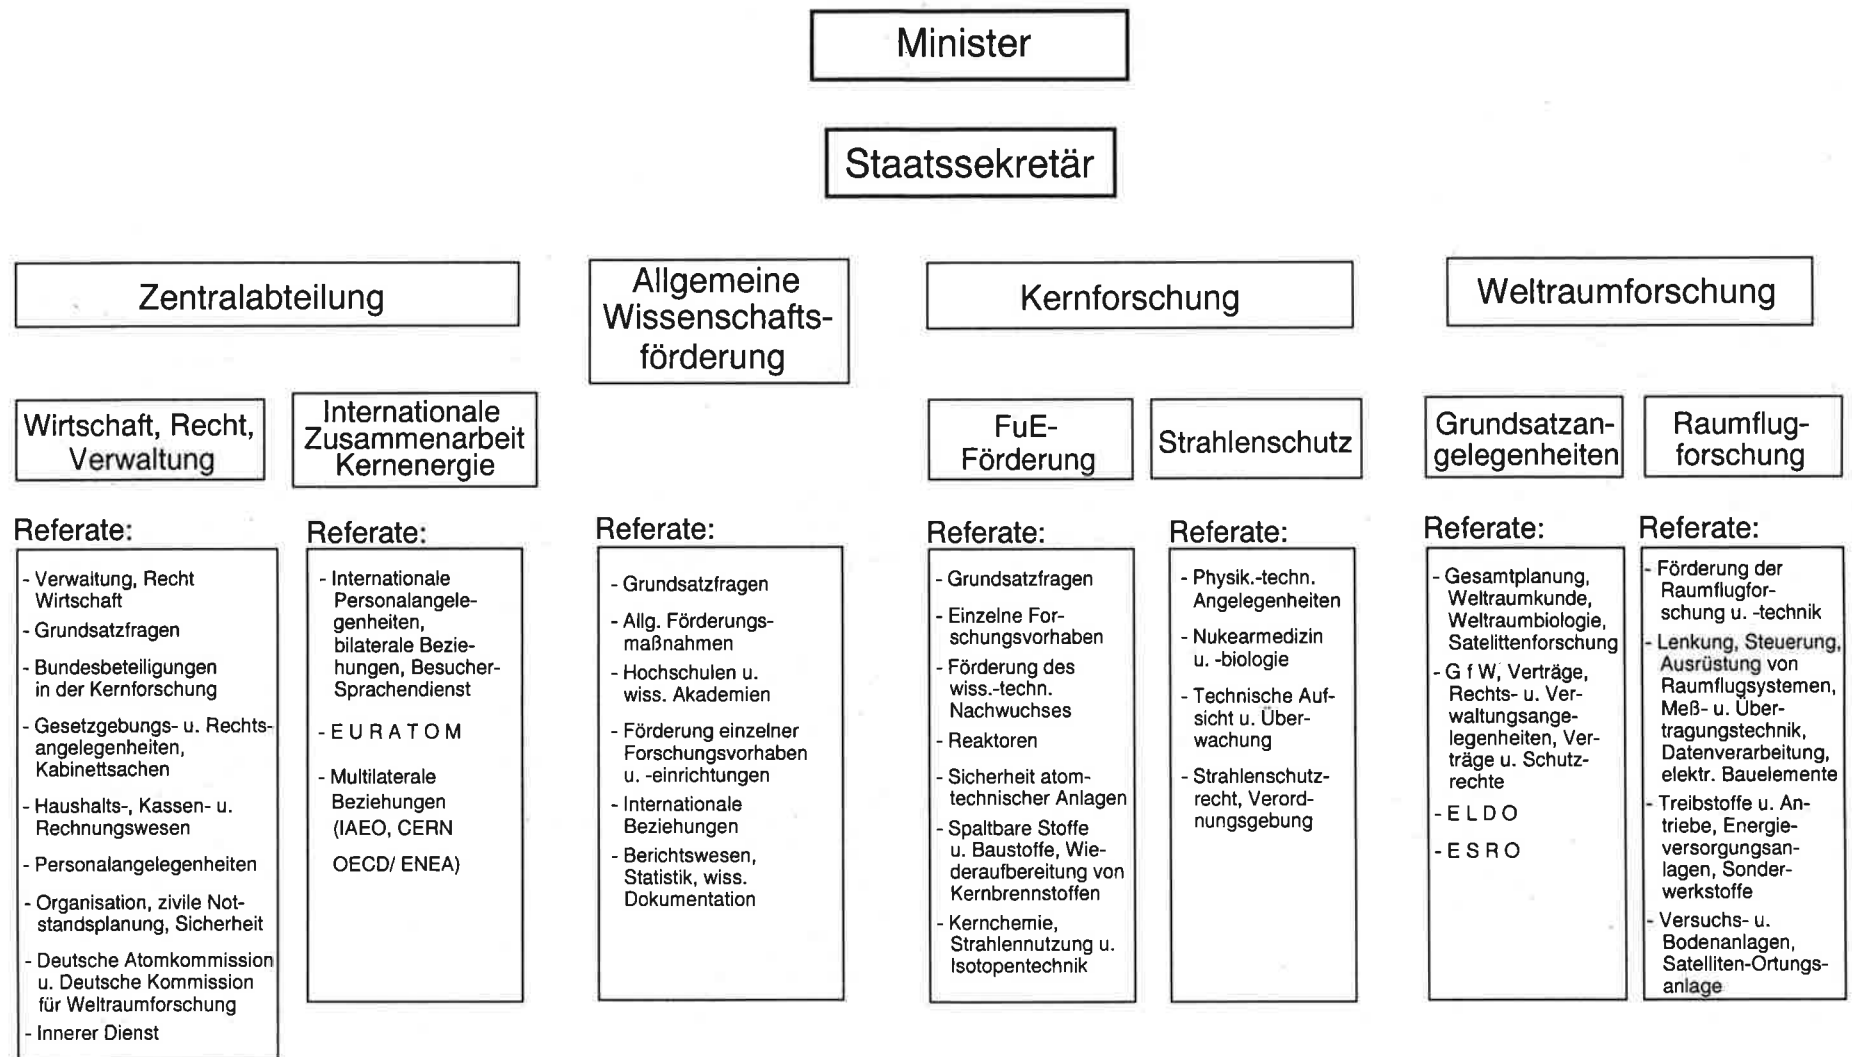 Minister
Staatssekretär
Zentralabteilung
Allgemeine
Wissenschafts-
förderung
Kernforschung
Weltraumforschung
Wirtschaft, Recht,
Verwaltung
Internationale
Zusammenarbeit
Kernenergie
FuE-
Förderung
Strahlenschutz
Grundsatzan-
gelegenheiten
Raumflug-
forschung
Referate:
- Verwaltung, Recht
Wirtschaft
- Grundsatzfragen
- Bundesbeteiligungen
in der Kernforschung
- Gesetzgebungs- u. Rechts-
angelegenheiten,
Kabinettsachen
- Haushalts-, Kassen- u.
Rechnungswesen
- Personalangelegenheiten
- Organisation, zivile Not-
standsplanung, Sicherheit
- Deutsche Atomkommission
u. Deutsche Kommission
für Weltraumforschung
- Innerer Dienst
Referate:
- Internationale
Personalangele-
genheiten,
bilaterale Bezie-
hungen, Besucher-
Sprachendienst
- E U R A T O M
- Multilaterale
Beziehungen
(IAEO, CERN
OECD/ ENEA)
Referate:
- Grundsatzfragen
- Allg. Förderungs-
maßnahmen
- Hochschulen u.
wiss. Akademien
- Förderung einzelner
Forschungsvorhaben
u. -einrichtungen
- Internationale
Beziehungen
- Berichtswesen,
Statistik, wiss.
Dokumentation
Referate:
- Grundsatzfragen
- Einzelne For-
schungsvorhaben
- Förderung des
wiss.-techn.
Nachwuchses
- Reaktoren
- Sicherheit atom-
technischer Anlagen
- Spaltbare Stoffe
u. Baustoffe, Wie-
deraufbereitung von
Kernbrennstoffen
- Kernchemie,
Strahlennutzung u.
Isotopentechnik
Referate:
- Physik.-techn.
Angelegenheiten
- Nukearmedizin
u. -biologie
- Technische Auf-
sicht u. Über-
wachung
- Strahlenschutz-
recht, Verord-
nungsgebung
Referate:
- Gesamtplanung,
Weltraumkunde,
Weltraumbiologie,
Satelittenforschung
- G f W, Verträge,
Rechts- u. Ver-
waltungsange-
legenheiten, Ver-
träge u. Schutz-
rechte
- E L D O
- E S R O
Referate:
- Förderung der
Raumflugfor-
schung u. -technik
- Lenkung, Steuerung,
Ausrüstung von
Raumflugsystemen,
Meß- u. Über-
tragungstechnik,
Datenverarbeitung,
elektr. Bauelemente
- Treibstoffe u. An-
triebe, Energie-
versorgungsan-
lagen, Sonder-
werkstoffe
- Versuchs- u.
Bodenanlagen,
Satelliten-Ortungs-
anlage